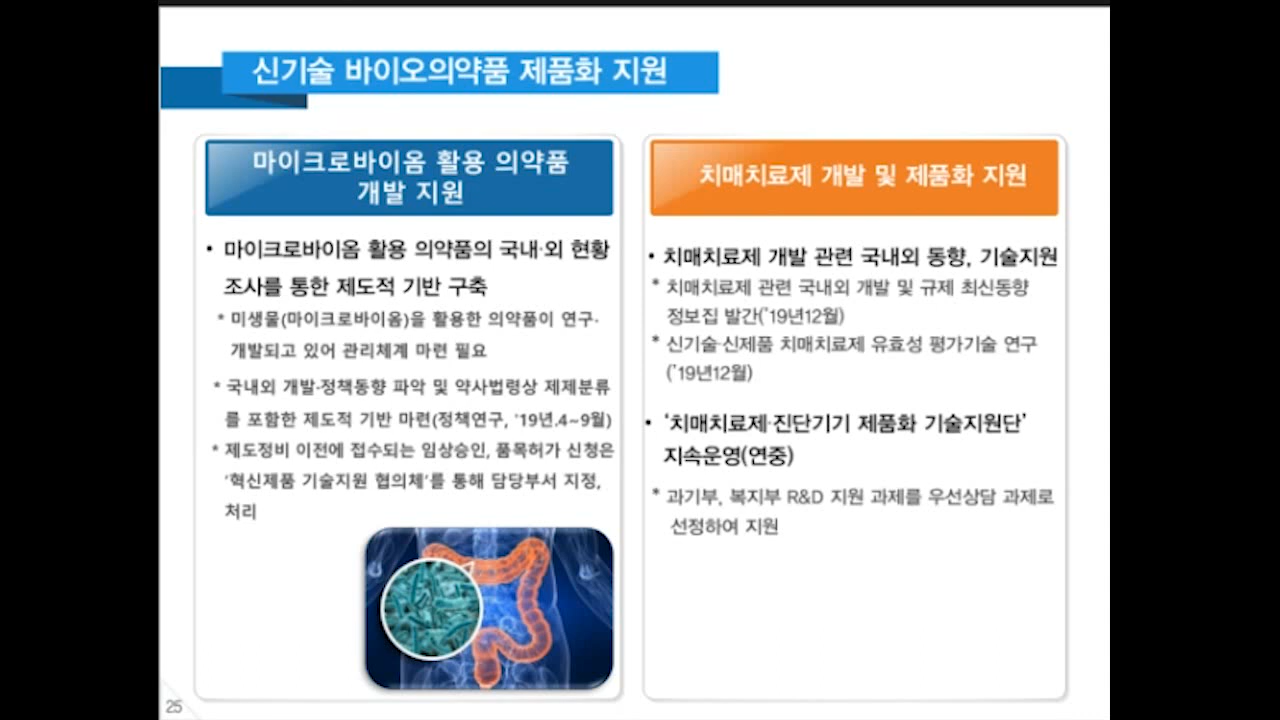 신기술 바이오의약품 제품화 지원
마이크로바이옴 활용 의약품
개발 지원
• 마이크로바이옴 활용 의약품의 국내·외 현황
조사를 통한 제도적 기반 구축
* 미생물(마이크로바이옴)을 활용한 의약품이 연구·
개발되고 있어 관리체계 마련 필요
* 국내외 개발·정책동향 파악 및 약사법령상 제제분류
를 포함한 제도적 기반 마련(정책연구, '19년.4~9월)
* 제도정비 이전에 접수되는 임상승인, 품목허가 신청은
'혁신제품 기술지원 협의체'를 통해 담당부서 지정,
처리
치매치료제 개발 및 제품화 지원
• 치매치료제 개발 관련 국내외 동향, 기술지원
* 치매치료제 관련 국내외 개발 및 규제 최신동향
정보집 발간('19년12월)
* 신기술·신제품 치매치료제 유효성 평가기술 연구
('19년12월)
• '치매치료제·진단기기 제품화 기술지원단'
지속운영(연중)
* 과기부, 복지부 R&D 지원 과제를 우선상담 과제로
선정하여 지원
25